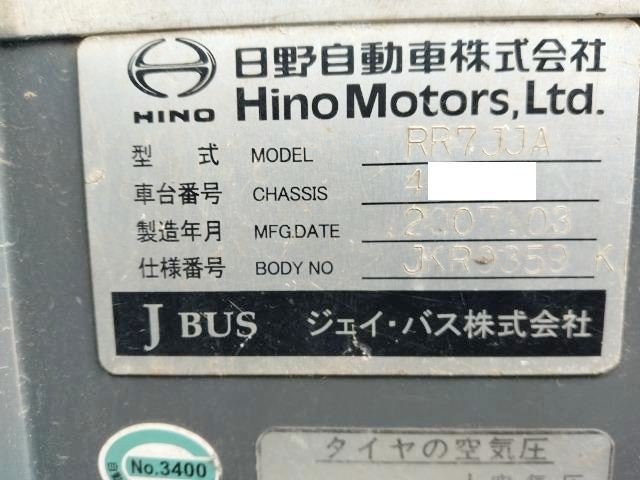 日野自動車株式会社
HINO Hino Motors, Ltd.
型 式 MODEL RR7JJA
車台番号 CHASSIS 4
製造年月 MFG.DATE
仕様番号 BODY NO K
J BUS ジェイ・バス株式会社
No.3400
タイヤの空気圧